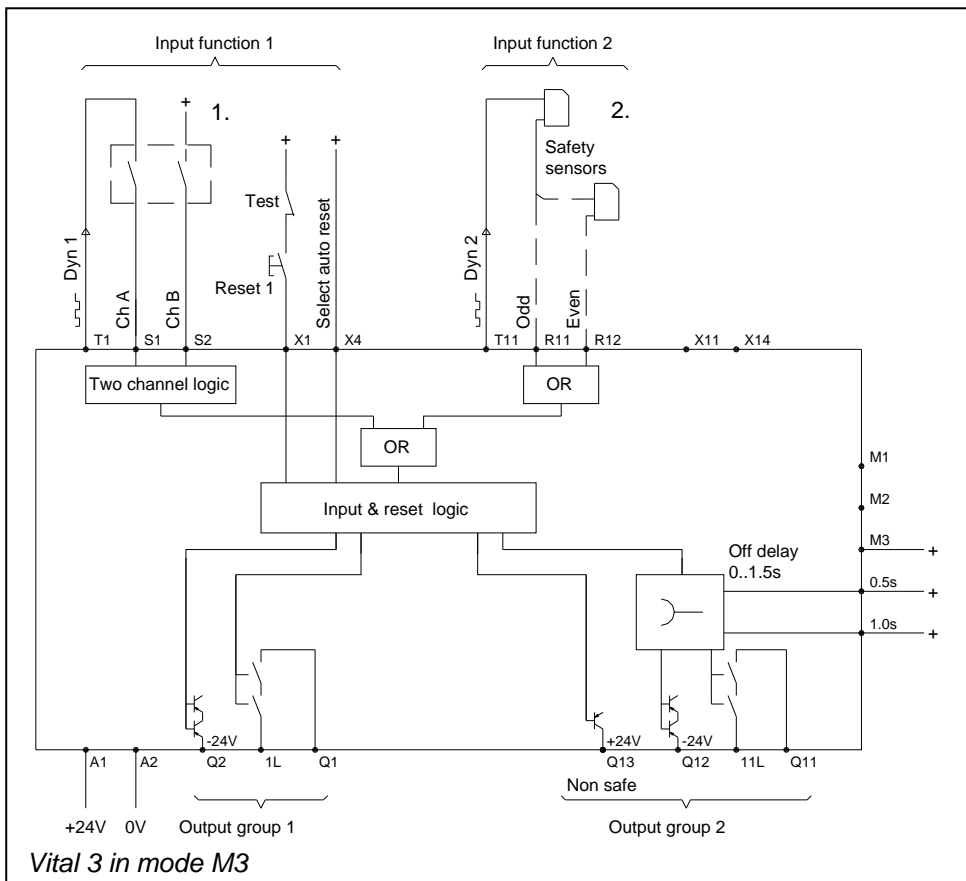 Input function 1
Input function 2
+
1.
2.
+
+
Safety
sensors
Test
Reset 1
Select auto reset
Dyn 1
Ch A
Ch B
Dyn 2
Odd
Even
T1
S1
S2
X1
X4
T11
R11
R12
X11
X14
Two channel logic
OR
OR
M1
M2
Input & reset logic
M3
+
Off delay
0..1.5s
0.5s
+
1.0s
+
-24V
+24V
-24V
A1
A2
Q2
1L
Q1
Q13
Q12
11L
Q11
Non safe
+24V
0V
Output group 1
Output group 2
Vital 3 in mode M3